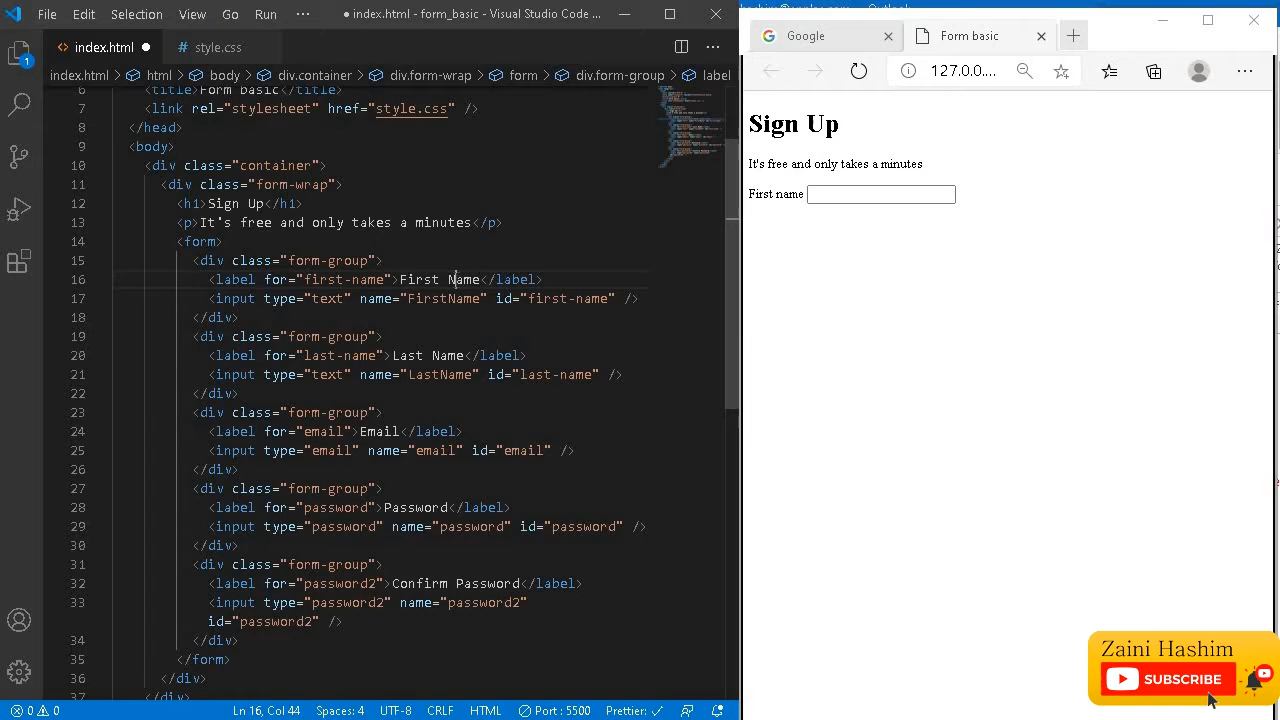 File Edit Selection View Go Run ··· ● index.html - form_basic - Visual Studio Co ...
<> index.html ●
# style.css
index.html > html > body > div.container > div.form-wrap > form > div.form-group > label
6 <title>Form basic</title>
7 <link rel="stylesheet" href="style.css" />
8 </head>
9 <body>
10 <div class="container">
11 <div class="form-wrap">
12 <h1>Sign Up</h1>
13 <p>It's free and only takes a minutes</p>
14 <form>
15 <div class="form-group">
16 <label for="first-name">First Name</label>
17 <input type="text" name="FirstName" id="first-name" />
18 </div>
19 <div class="form-group">
20 <label for="last-name">Last Name</label>
21 <input type="text" name="LastName" id="last-name" />
22 </div>
23 <div class="form-group">
24 <label for="email">Email</label>
25 <input type="email" name="email" id="email" />
26 </div>
27 <div class="form-group">
28 <label for="password">Password</label>
29 <input type="password" name="password" id="password" />
30 </div>
31 <div class="form-group">
32 <label for="password2">Confirm Password</label>
33 <input type="password2" name="password2"
id="password2" />
34 </div>
35 </form>
36 </div>
37 </div>
1
0 0 Ln 16, Col 44 Spaces: 4 UTF-8 CRLF HTML Port : 5500 Prettier: ✓
Google
Form basic
127.0.0....
Sign Up
It's free and only takes a minutes
First name
Zaini Hashim
SUBSCRIBE